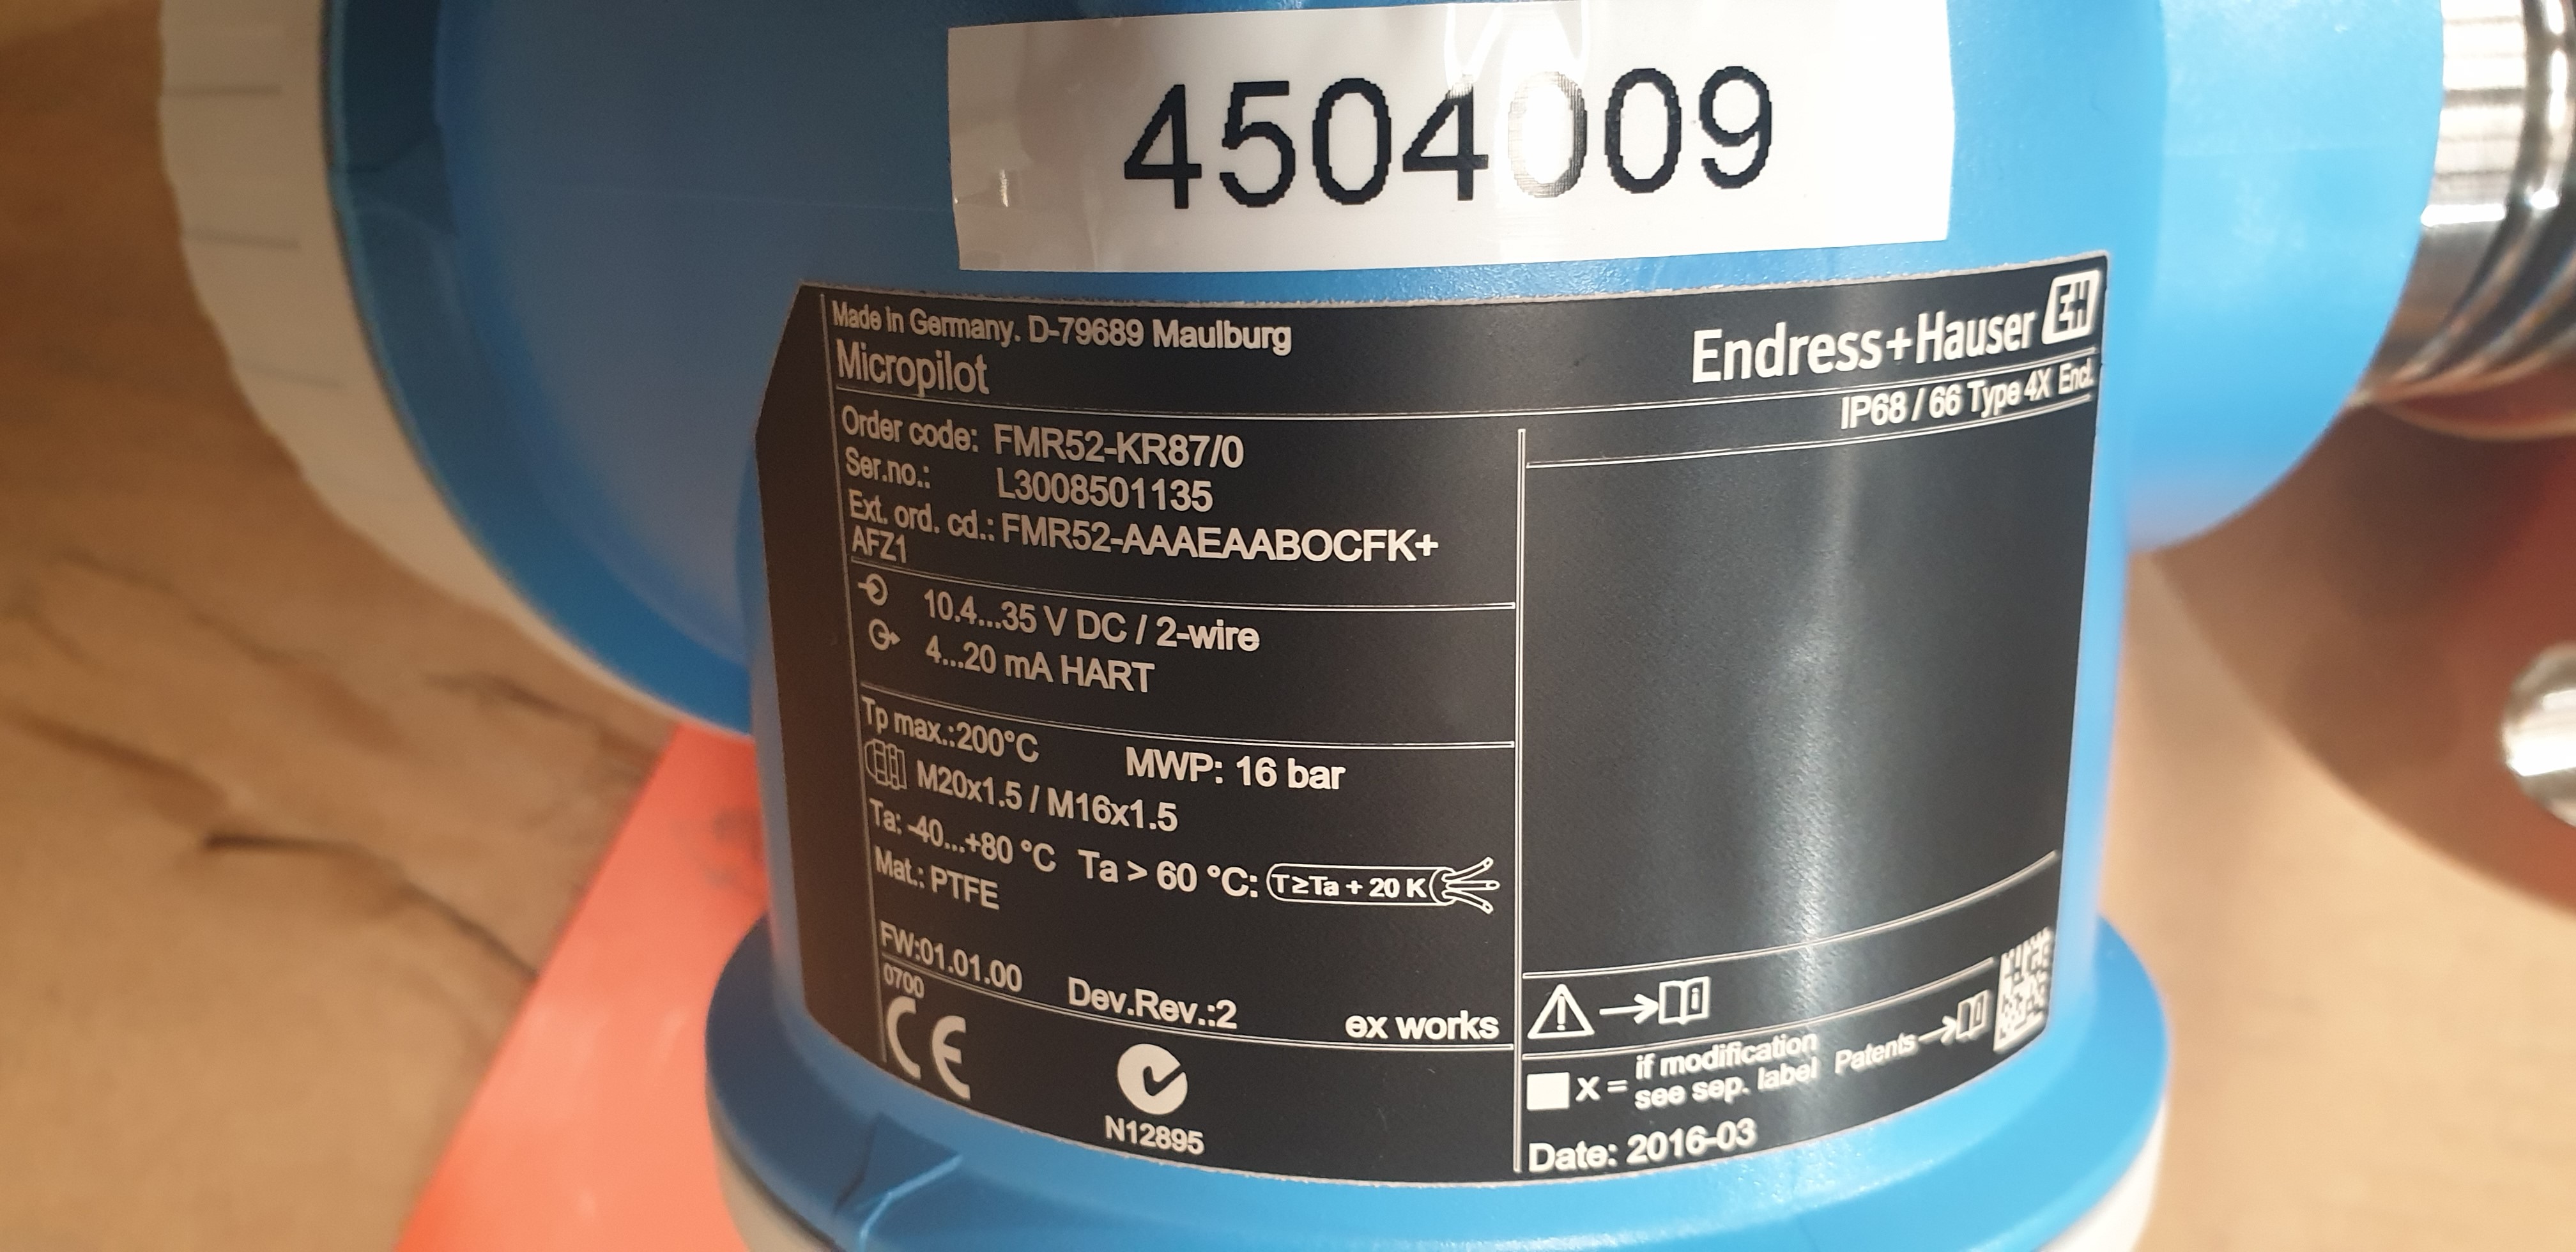 4504009
Made in Germany. D-79689 Maulburg
Micropilot
Endress+Hauser EH
IP68 / 66 Type 4X Encl.
Order code: FMR52-KR87/0
Ser.no.: L3008501135
Ext. ord. cd.: FMR52-AAAEAABOCFK+
AFZ1
10.4...35 V DC / 2-wire
4...20 mA HART
Tp max.:200°C MWP: 16 bar
M20x1.5 / M16x1.5
Ta: -40...+80 °C Ta > 60 °C: T≥Ta + 20 K
Mat.: PTFE
FW:01.01.00 Dev.Rev.:2 ex works
0700
CE
N12895
i
X = if modification
see sep. label
Patents i
Date: 2016-03